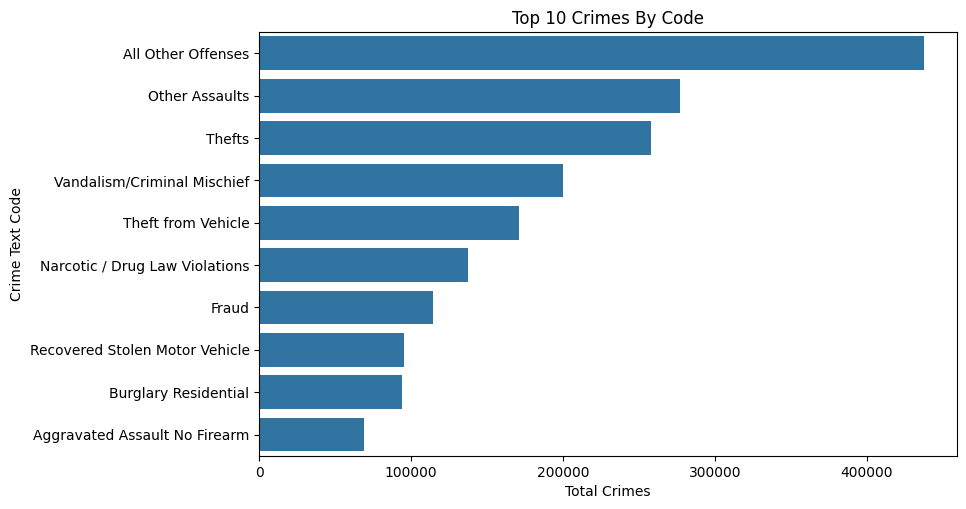 Top 10 Crimes By Code
Crime Text Code
All Other Offenses
Other Assaults
Thefts
Vandalism/Criminal Mischief
Theft from Vehicle
Narcotic / Drug Law Violations
Fraud
Recovered Stolen Motor Vehicle
Burglary Residential
Aggravated Assault No Firearm
0 100000 200000 300000 400000
Total Crimes